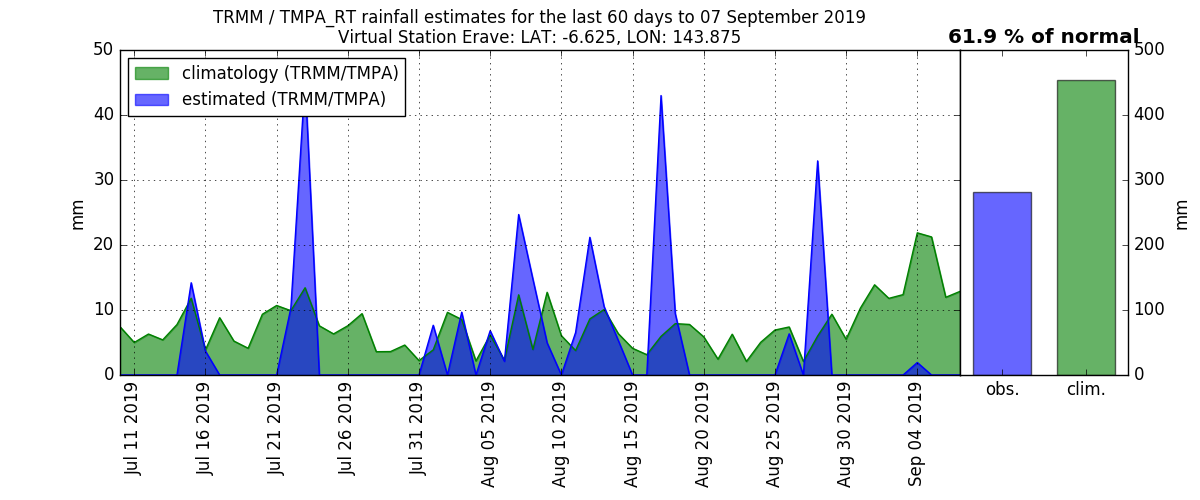 TRMM / TMPA_RT rainfall estimates for the last 60 days to 07 September 2019
Virtual Station Erave: LAT: -6.625, LON: 143.875
61.9 % of normal
climatology (TRMM/TMPA)
estimated (TRMM/TMPA)
50
40
30
20
10
0
mm
Jul 11 2019
Jul 16 2019
Jul 21 2019
Jul 26 2019
Jul 31 2019
Aug 05 2019
Aug 10 2019
Aug 15 2019
Aug 20 2019
Aug 25 2019
Aug 30 2019
Sep 04 2019
500
400
300
200
100
0
mm
obs.
clim.